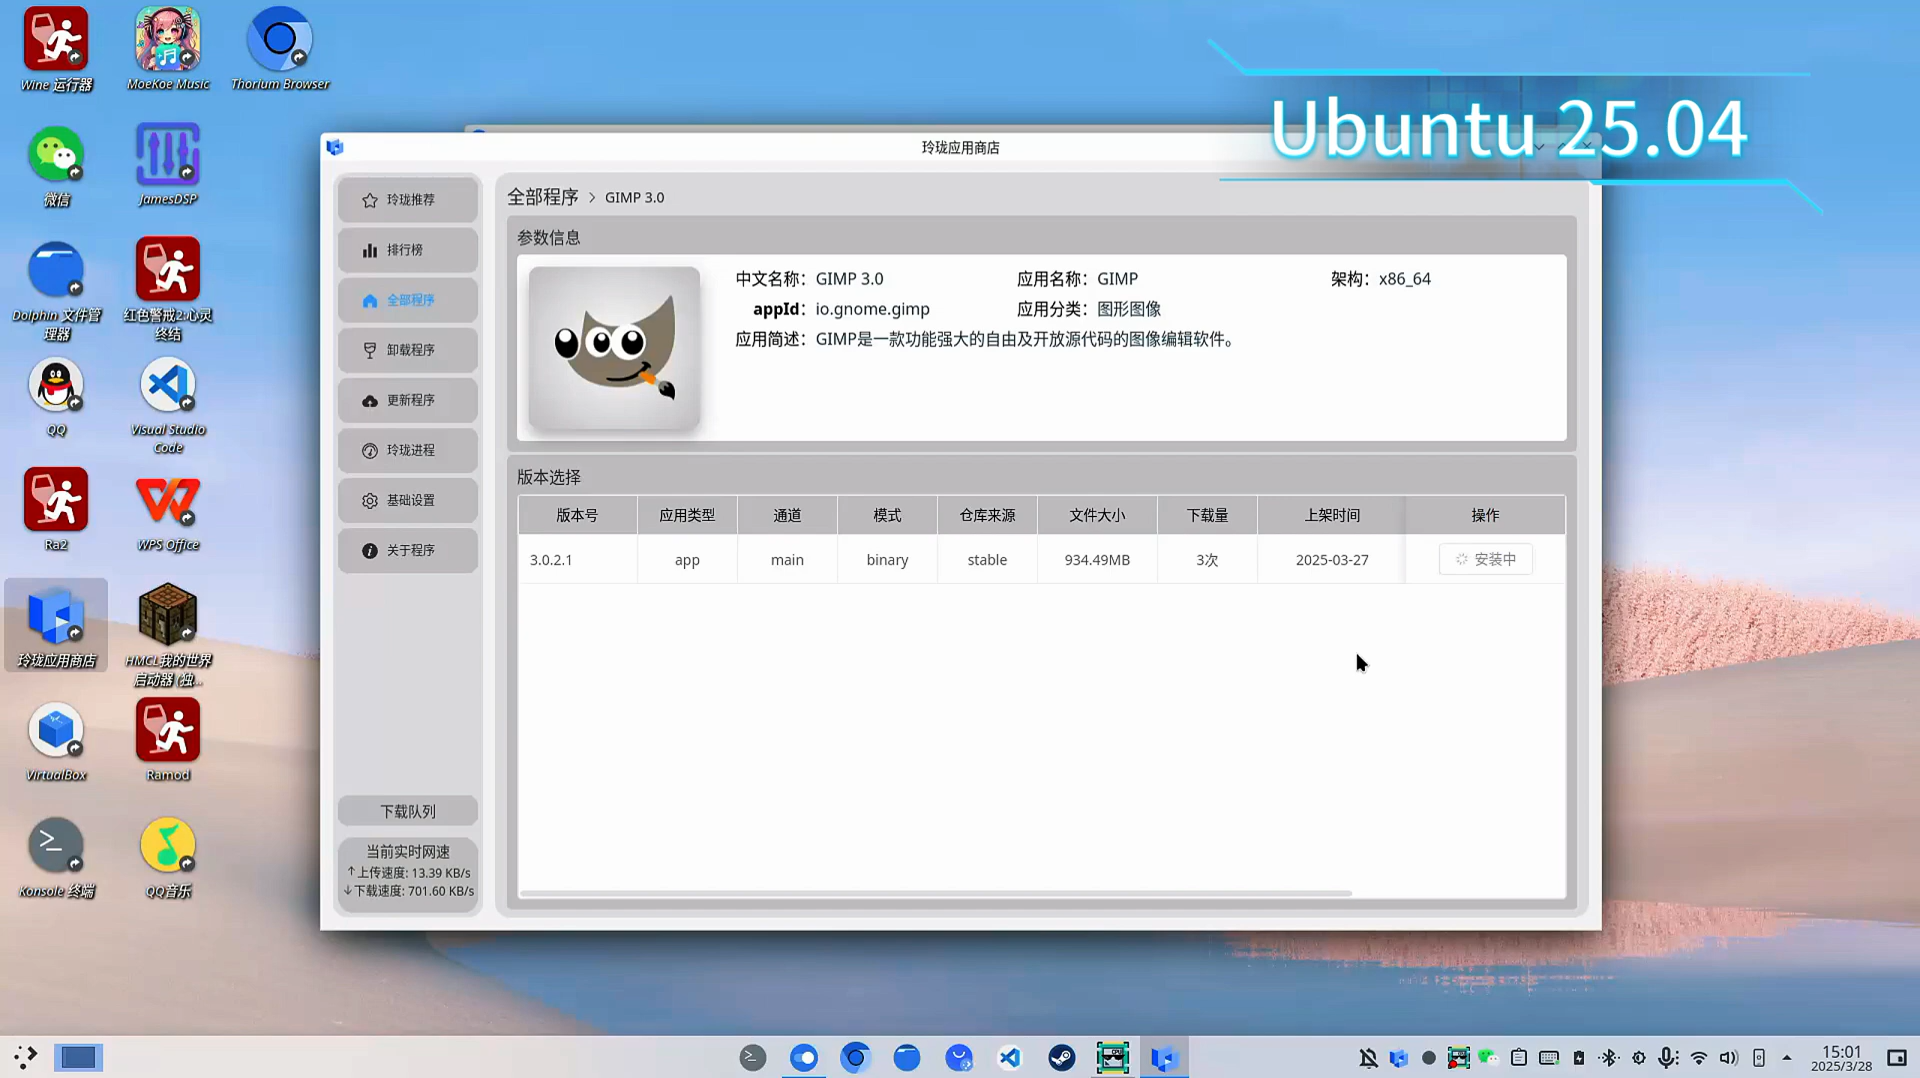 Wine 运行器
MoeKoe Music
Thorium Browser
微信
JamesDSP
Dolphin 文件管
理器
红色警戒2:心灵
终结
QQ
Visual Studio
Code
Ra2
WPS Office
玲珑应用商店
HMCL我的世界
启动器 (独...
VirtualBox
Ramod
Konsole 终端
QQ音乐
Ubuntu 25.04
玲珑应用商店
玲珑推荐
排行榜
全部程序
卸载程序
更新程序
玲珑进程
基础设置
关于程序
下载队列
当前实时网速
↑上传速度: 13.39 KB/s
↓下载速度: 701.60 KB/s
全部程序 > GIMP 3.0
参数信息
中文名称： GIMP 3.0 应用名称： GIMP 架构： x86_64
appId： io.gnome.gimp 应用分类： 图形图像
应用简述： GIMP是一款功能强大的自由及开放源代码的图像编辑软件。
版本选择
版本号 应用类型 通道 模式 仓库来源 文件大小 下载量 上架时间 操作
3.0.2.1 app main binary stable 934.49MB 3次 2025-03-27 安装中
15:01
2025/3/28